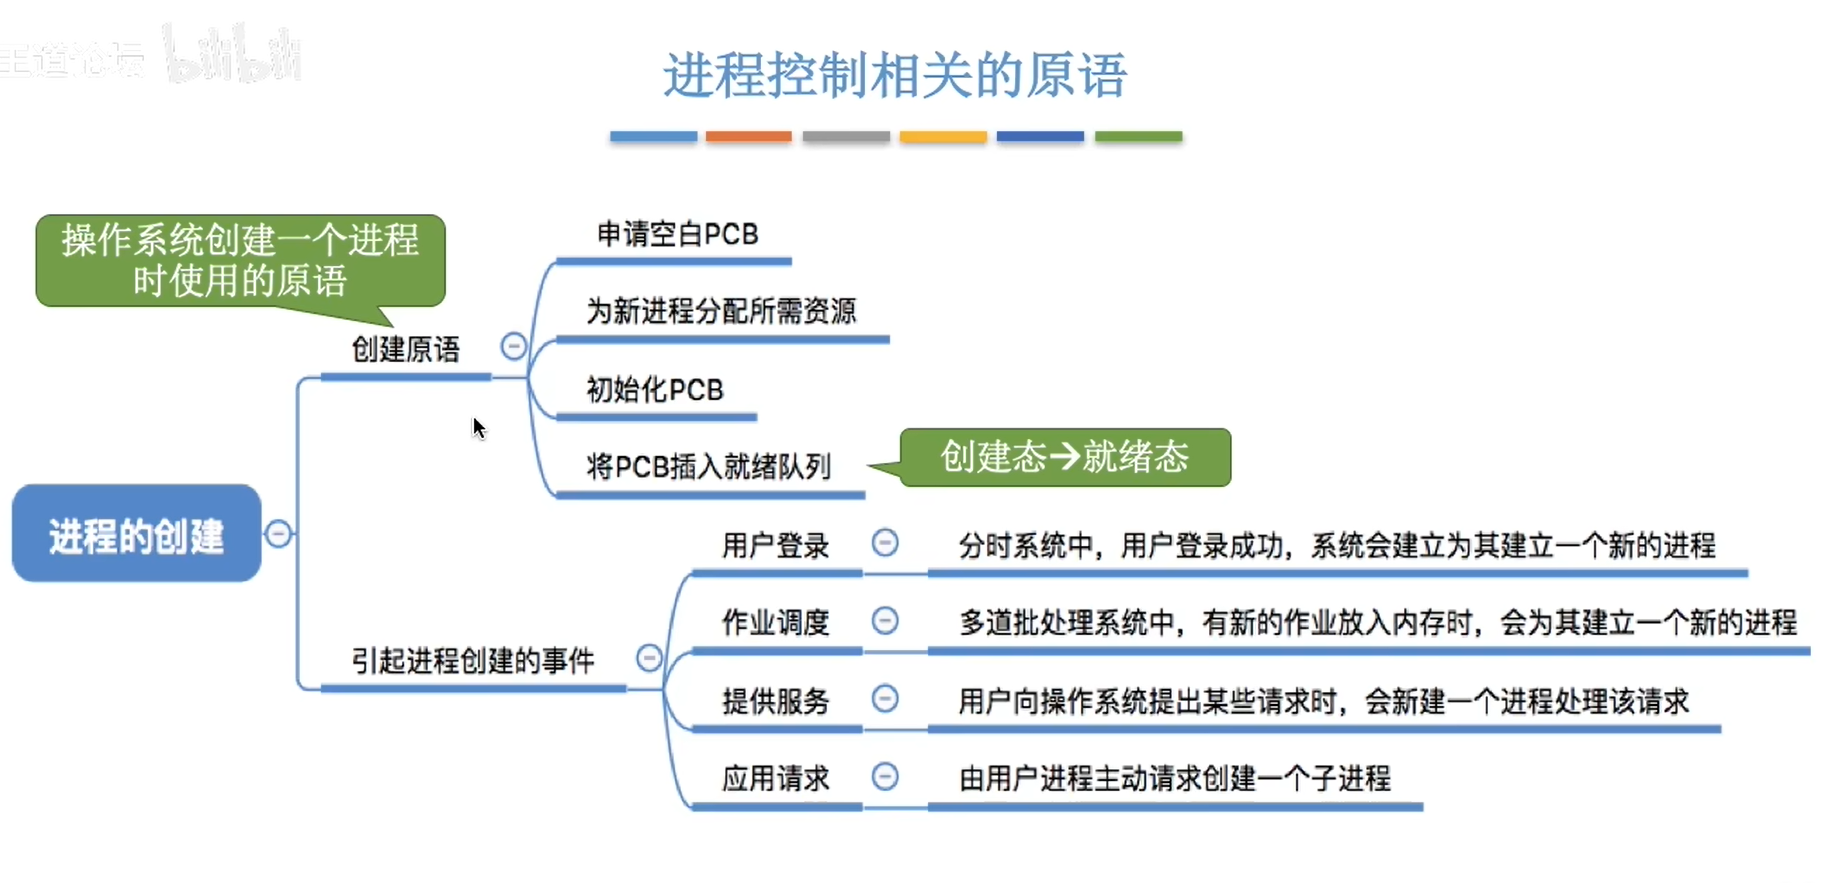 王道论坛 bilibili
进程控制相关的原语
操作系统创建一个进程
时使用的原语
申请空白PCB
为新进程分配所需资源
创建原语
初始化PCB
将PCB插入就绪队列
创建态→就绪态
进程的创建
用户登录
分时系统中，用户登录成功，系统会建立为其建立一个新的进程
作业调度
多道批处理系统中，有新的作业放入内存时，会为其建立一个新的进程
引起进程创建的事件
提供服务
用户向操作系统提出某些请求时，会新建一个进程处理该请求
应用请求
由用户进程主动请求创建一个子进程